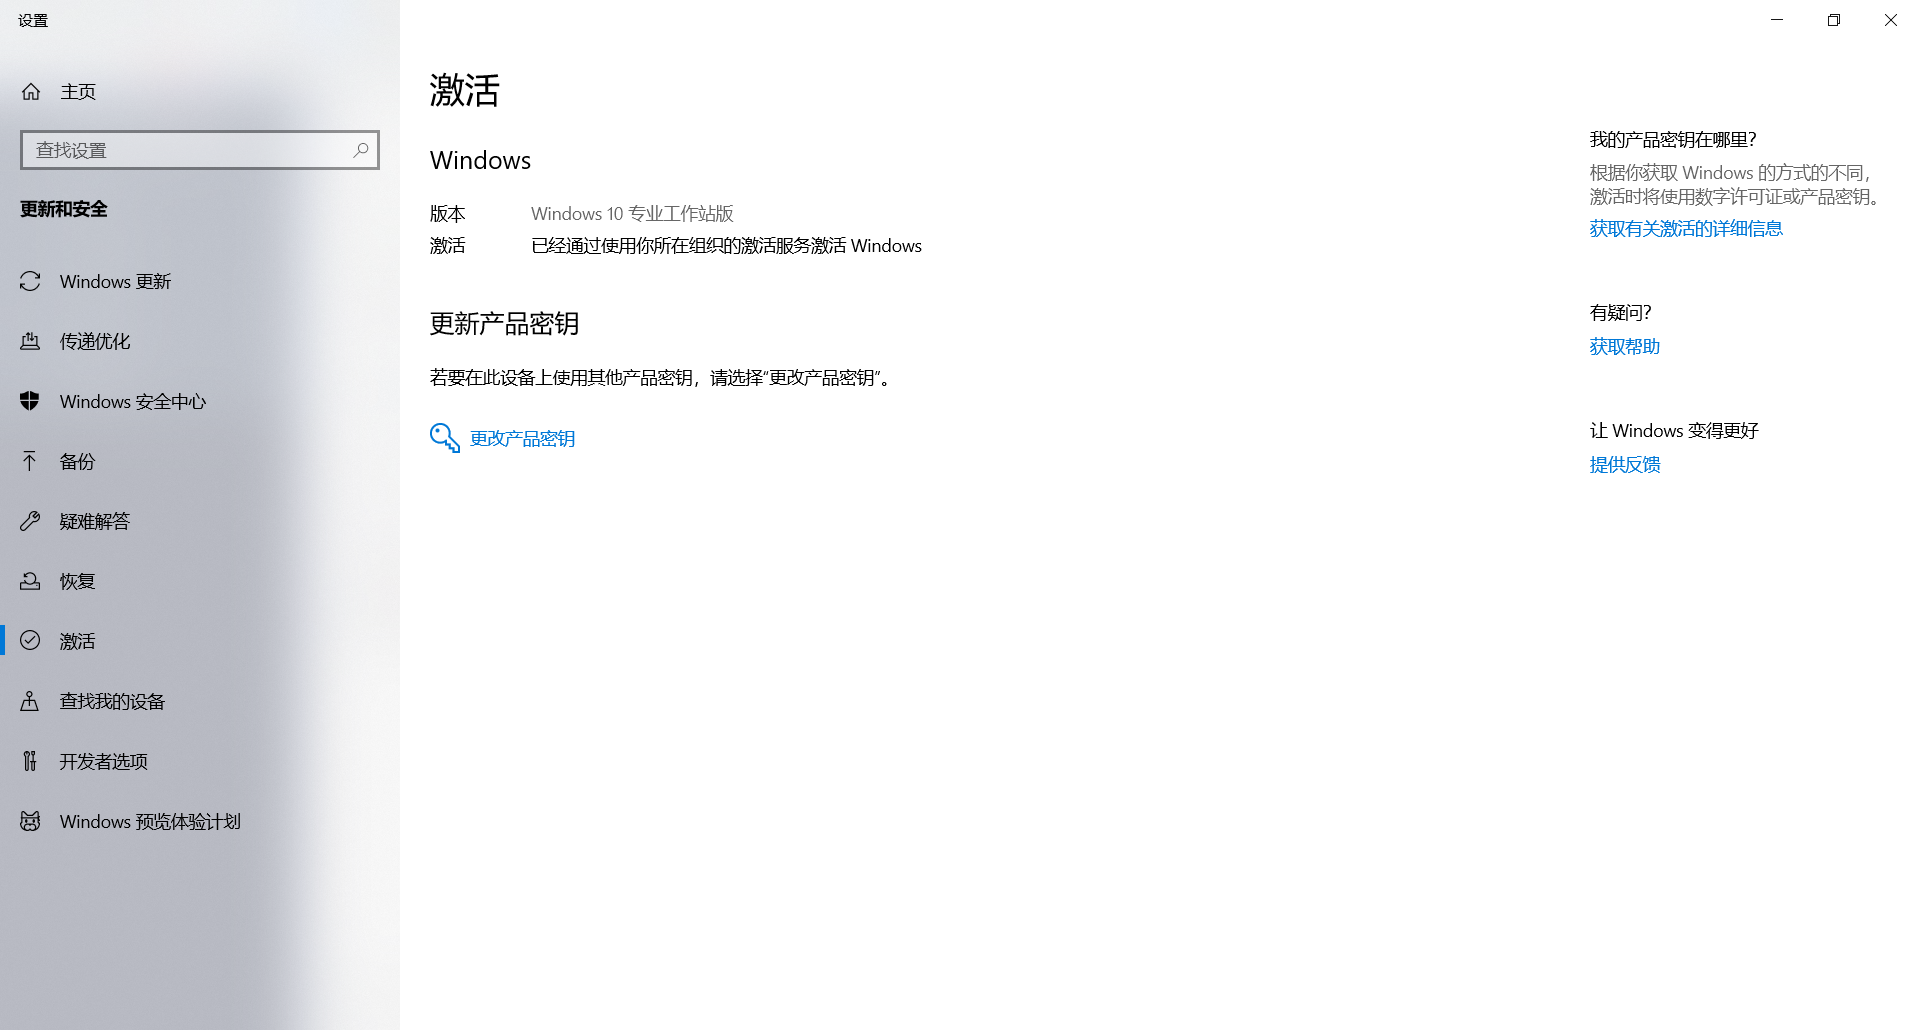 设置
主页
查找设置
更新和安全
Windows 更新
传递优化
Windows 安全中心
备份
疑难解答
恢复
激活
查找我的设备
开发者选项
Windows 预览体验计划
激活
Windows
版本 Windows 10 专业工作站版
激活 已经通过使用你所在组织的激活服务激活 Windows
更新产品密钥
若要在此设备上使用其他产品密钥，请选择“更改产品密钥”。
更改产品密钥
我的产品密钥在哪里?
根据你获取 Windows 的方式的不同，
激活时将使用数字许可证或产品密钥。
获取有关激活的详细信息
有疑问?
获取帮助
让 Windows 变得更好
提供反馈